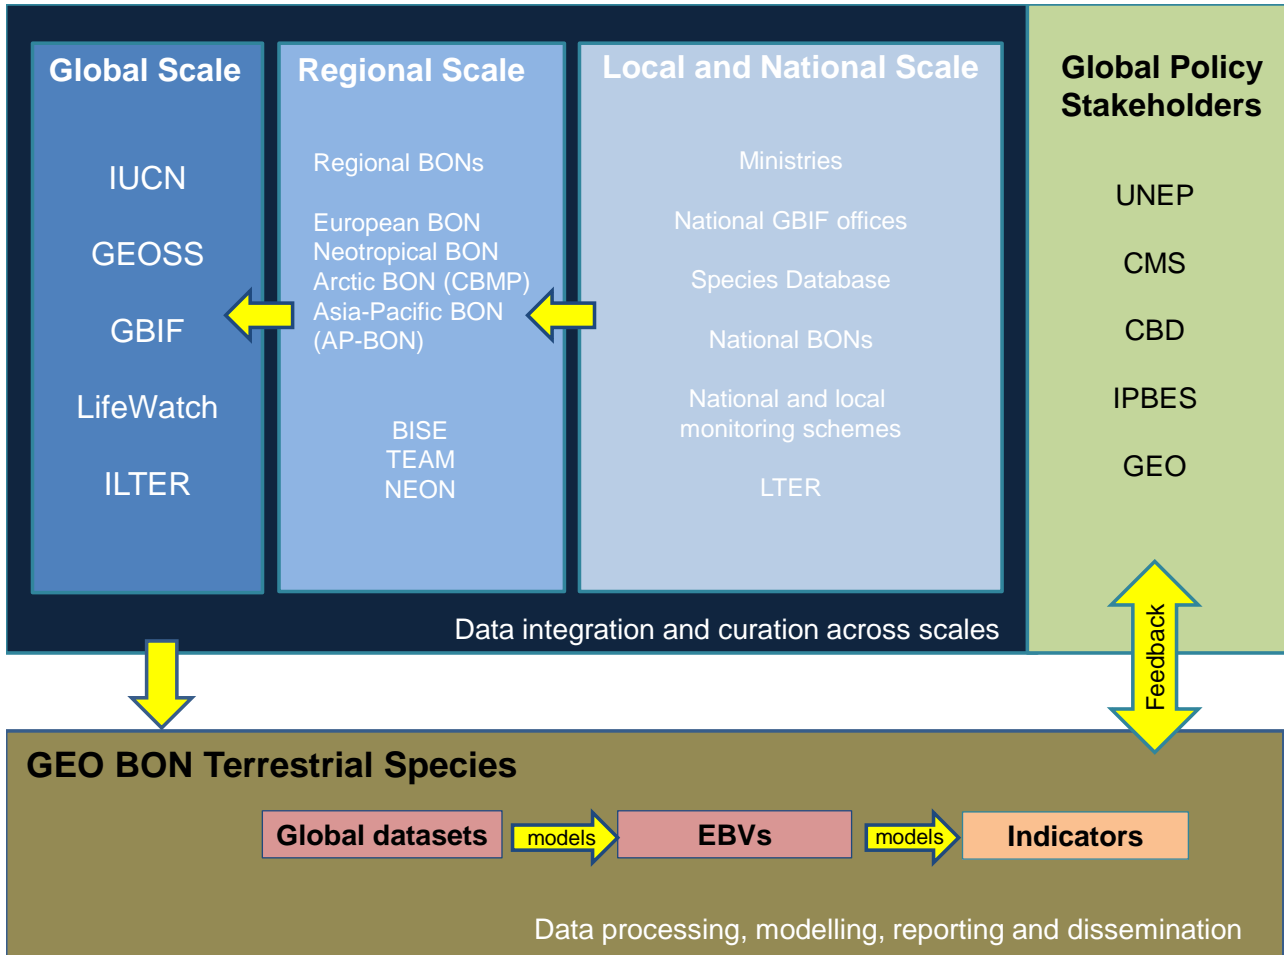 Global Scale
IUCN
GEOSS
GBIF
LifeWatch
ILTER
Regional Scale
Regional BONs
European BON
Neotropical BON
Arctic BON (CBMP)
Asia-Pacific BON
(AP-BON)
BISE
TEAM
NEON
Local and National Scale
Ministries
National GBIF offices
Species Database
National BONs
National and local
monitoring schemes
LTER
Data integration and curation across scales
Global Policy
Stakeholders
UNEP
CMS
CBD
IPBES
GEO
Feedback
GEO BON Terrestrial Species
Global datasets
models
EBVs
models
Indicators
Data processing, modelling, reporting and dissemination